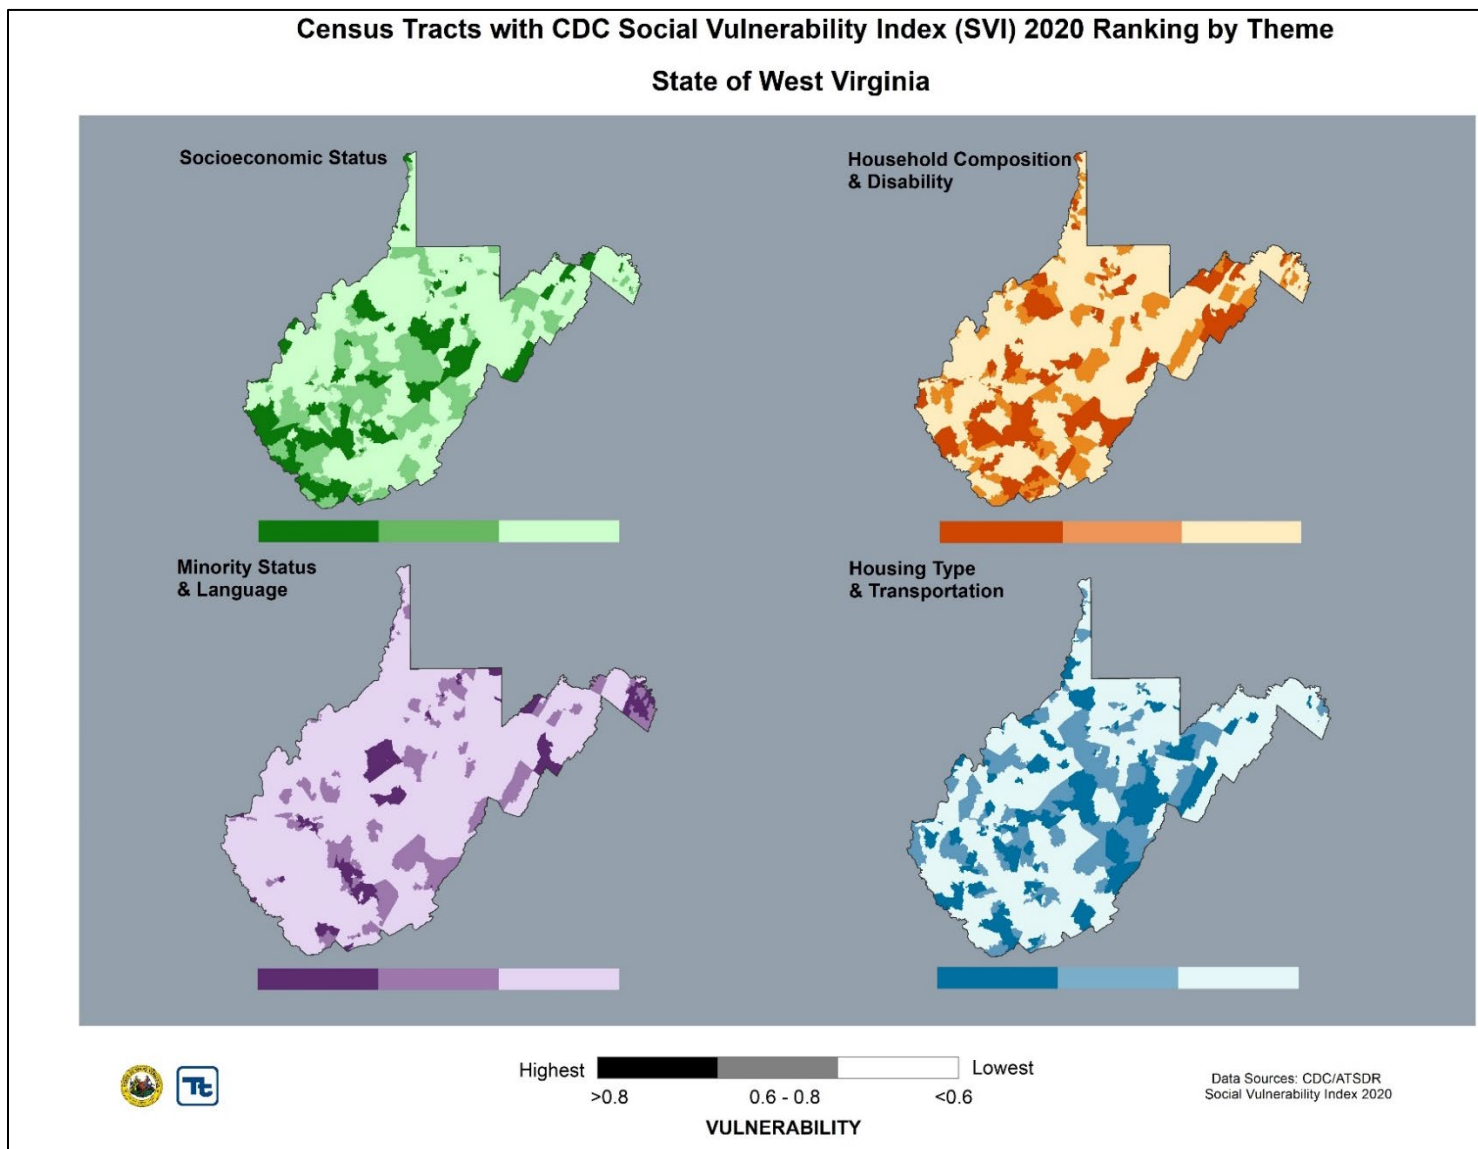 Census Tracts with CDC Social Vulnerability Index (SVI) 2020 Ranking by Theme
State of West Virginia
Socioeconomic Status
Household Composition
& Disability
Minority Status
& Language
Housing Type
& Transportation
Highest
Lowest
>0.8
0.6 - 0.8
<0.6
VULNERABILITY
Tt
Data Sources: CDC/ATSDR
Social Vulnerability Index 2020